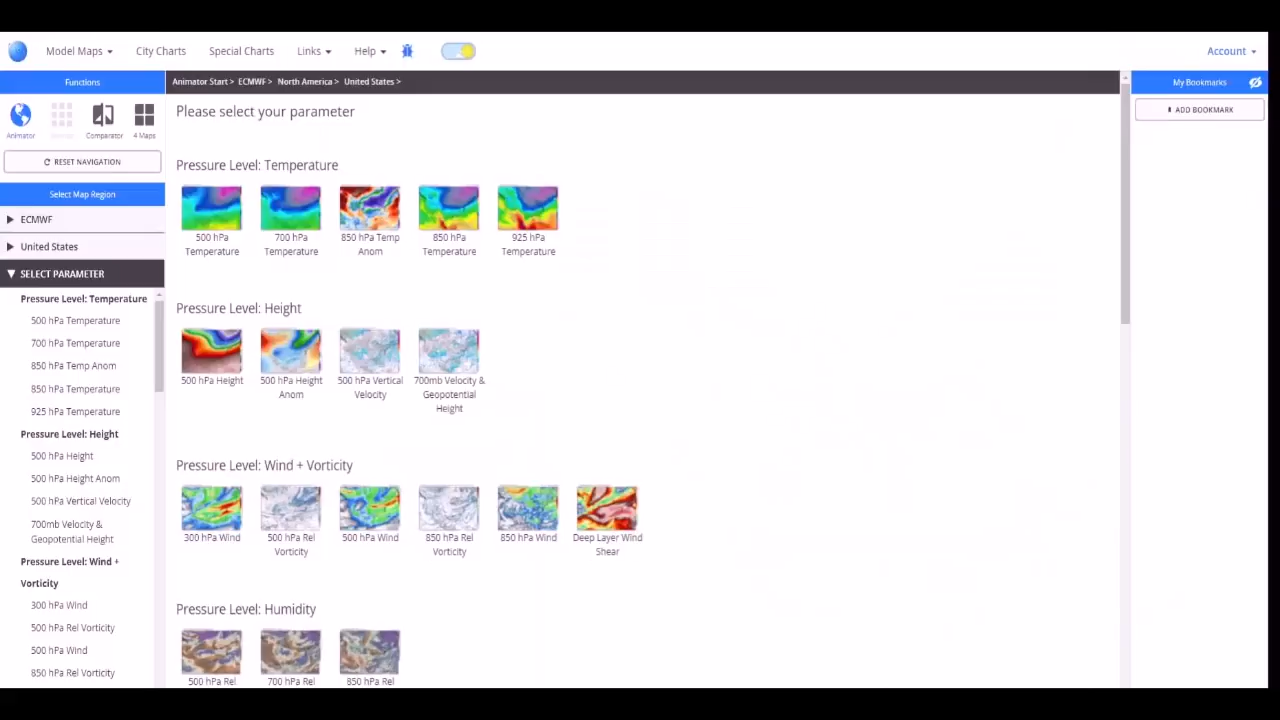 Model Maps
City Charts
Special Charts
Links
Help
Account
Functions
Animator
Comparator
4 Maps
RESET NAVIGATION
Select Map Region
ECMWF
United States
SELECT PARAMETER
Pressure Level: Temperature
500 hPa Temperature
700 hPa Temperature
850 hPa Temp Anom
850 hPa Temperature
925 hPa Temperature
Pressure Level: Height
500 hPa Height
500 hPa Height Anom
500 hPa Vertical Velocity
700mb Velocity &
Geopotential Height
Pressure Level: Wind +
Vorticity
300 hPa Wind
500 hPa Rel Vorticity
500 hPa Wind
850 hPa Rel Vorticity
Animator Start > ECMWF > North America > United States >
Please select your parameter
Pressure Level: Temperature
500 hPa
Temperature
700 hPa
Temperature
850 hPa Temp
Anom
850 hPa
Temperature
925 hPa
Temperature
Pressure Level: Height
500 hPa Height
500 hPa Height
Anom
500 hPa Vertical
Velocity
700mb Velocity &
Geopotential
Height
Pressure Level: Wind + Vorticity
300 hPa Wind
500 hPa Rel
Vorticity
500 hPa Wind
850 hPa Rel
Vorticity
850 hPa Wind
Deep Layer Wind
Shear
Pressure Level: Humidity
500 hPa Rel
700 hPa Rel
850 hPa Rel
My Bookmarks
ADD BOOKMARK